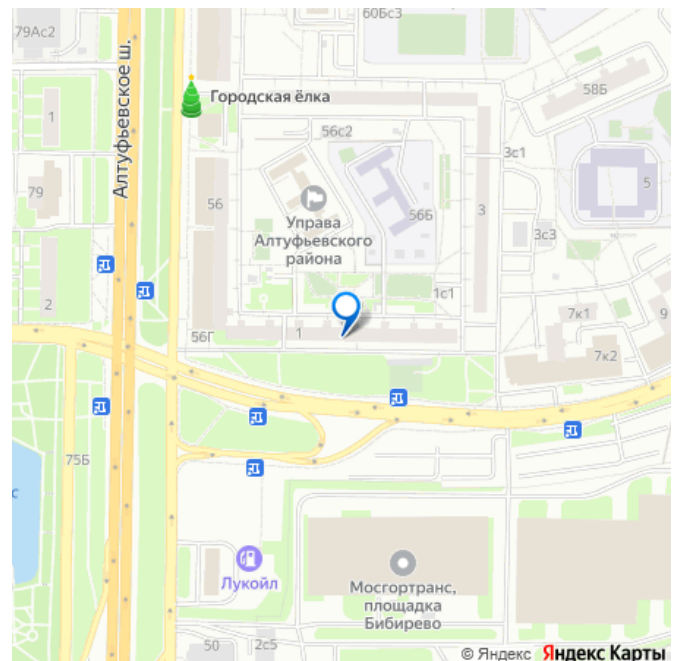 60Бс3
79Ас2
Алтуфьевское ш.
58Б
Городская ёлка
1
56с2
3с1
79
5
56
Управа
Алтуфьевского
района
56Б
3
3с3
2
1с1
7к1
9
56Г
1
7к2
75Б
с
Лукойл
Мосгортранс,
площадка
Бибирево
50
2с5
© Яндекс Яндекс Карты